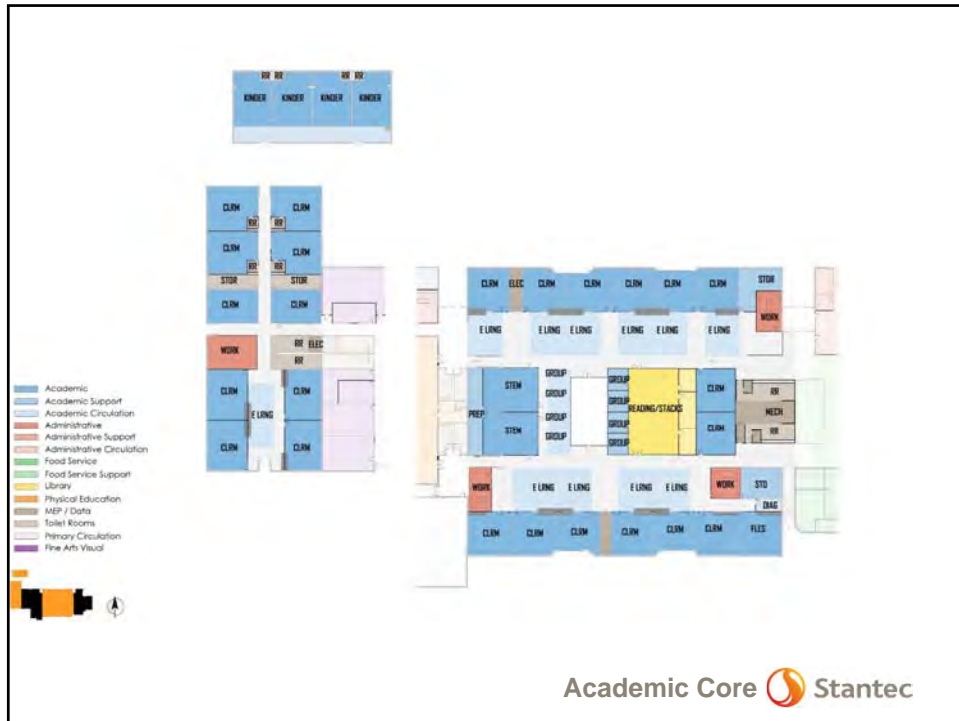 RR RR RR RR
KINDER KINDER KINDER KINDER
CLRM CLRM
RR RR
CLRM CLRM
RR RR
STOR STOR
CLRM CLRM
WORK RR ELEC
RR
CLRM CLRM
E LRNG
CLRM CLRM
CLRM ELEC CLRM CLRM CLRM CLRM CLRM STOR
WORK
E LRNG E LRNG E LRNG E LRNG E LRNG E LRNG
PREP STEM GROUP GROUP CLRM RR
GROUP GROUP READING/STACKS MECH
STEM GROUP GROUP CLRM RR
GROUP GROUP
WORK E LRNG E LRNG E LRNG E LRNG WORK STO
DIAG
CLRM CLRM CLRM CLRM CLRM CLRM FLES
Academic
Academic Support
Academic Circulation
Administrative
Administrative Support
Administrative Circulation
Food Service
Food Service Support
Library
Physical Education
MEP / Data
Toilet Rooms
Primary Circulation
Fine Arts Visual
Academic Core Stantec